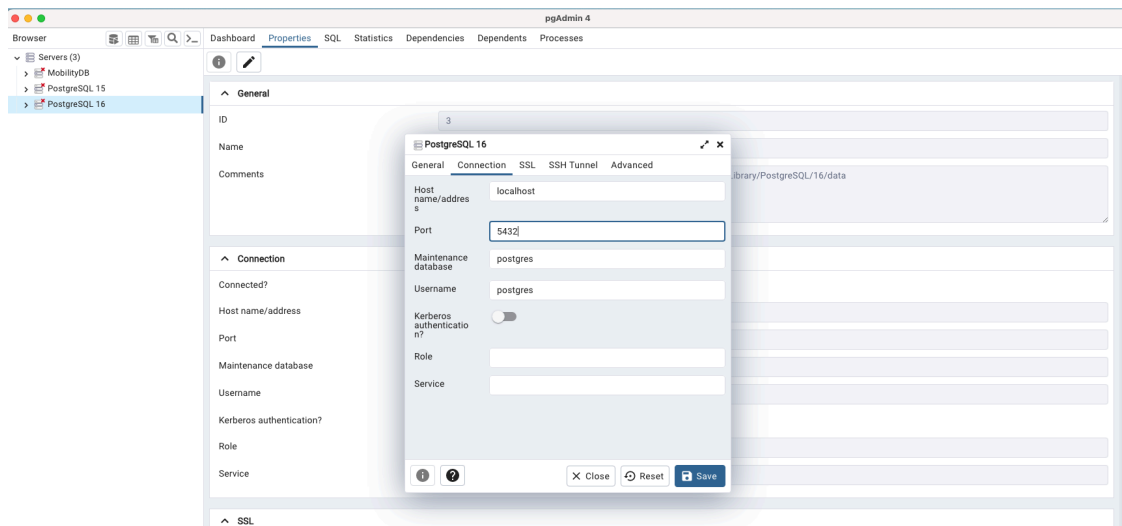 pgAdmin 4
Browser
Dashboard Properties SQL Statistics Dependencies Dependents Processes
Servers (3)
MobilityDB
PostgreSQL 15
PostgreSQL 16
General
ID
3
Name
Comments
Library/PostgreSQL/16/data
PostgreSQL 16
General Connection SSL SSH Tunnel Advanced
Host
name/addres
s
localhost
Port
5432
Maintenance
database
postgres
Username
postgres
Kerberos
authenticatio
n?
Role
Service
Close Reset Save
Connection
Connected?
Host name/address
Port
Maintenance database
Username
Kerberos authentication?
Role
Service
SSL